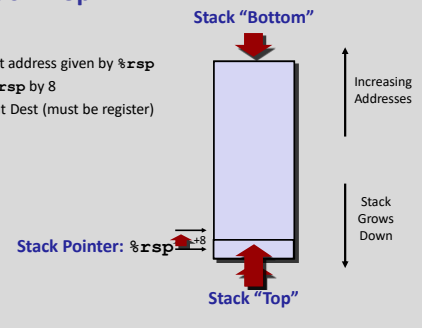 Stack "Bottom"
t address given by %rsp
rsp by 8
t Dest (must be register)
Increasing
Addresses
Stack
Grows
Down
+8
Stack Pointer: %rsp
Stack "Top"